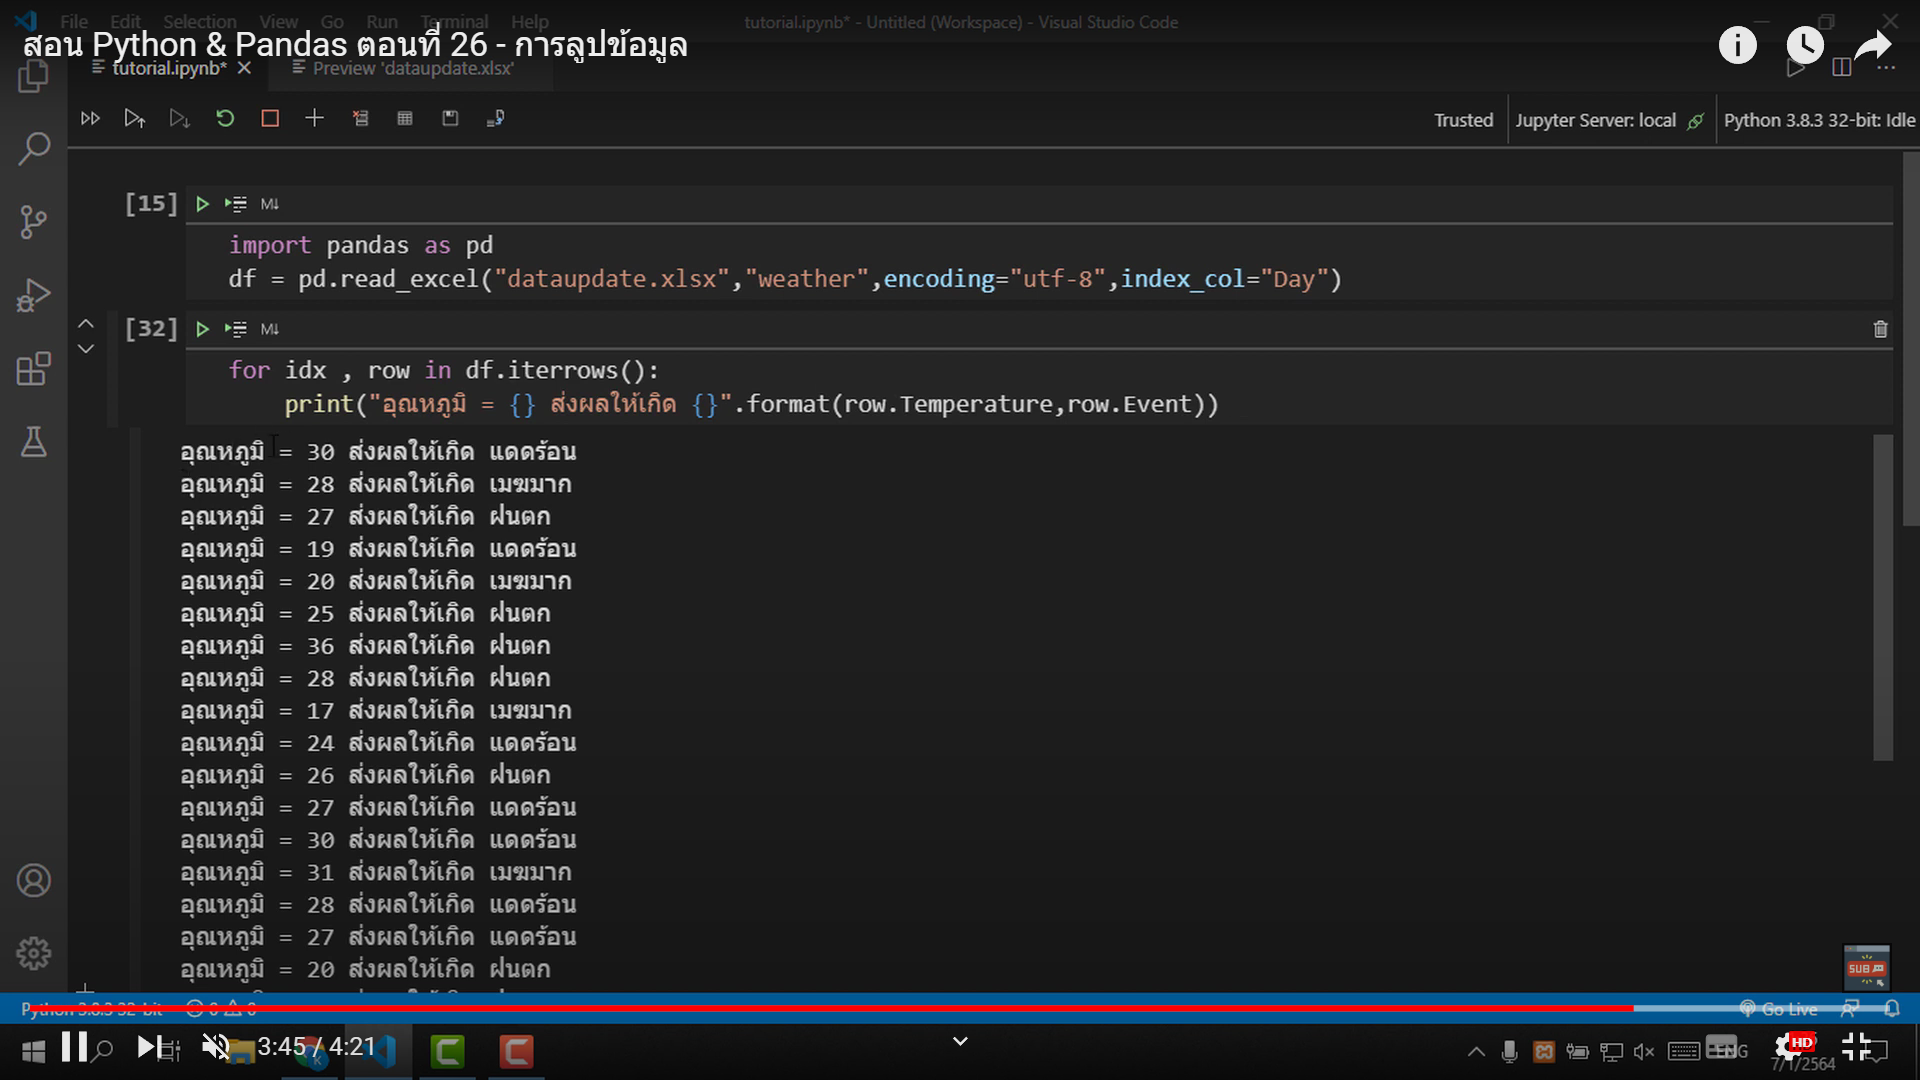 File Edit Selection View Go Run Terminal Help
tutorial.ipynb* - Untitled (Workspace) - Visual Studio Code
สอน Python & Pandas ตอนที่ 26 - การลูปข้อมูล
tutorial.ipynb* Preview 'dataupdate.xlsx'
Trusted Jupyter Server: local Python 3.8.3 32-bit: Idle
[15] M↓
import pandas as pd
df = pd.read_excel("dataupdate.xlsx","weather",encoding="utf-8",index_col="Day")
[32] M↓
for idx , row in df.iterrows():
print("อุณหภูมิ = {} ส่งผลให้เกิด {}".format(row.Temperature,row.Event))
อุณหภูมิ = 30 ส่งผลให้เกิด แดดร้อน
อุณหภูมิ = 28 ส่งผลให้เกิด เมฆมาก
อุณหภูมิ = 27 ส่งผลให้เกิด ฝนตก
อุณหภูมิ = 19 ส่งผลให้เกิด แดดร้อน
อุณหภูมิ = 20 ส่งผลให้เกิด เมฆมาก
อุณหภูมิ = 25 ส่งผลให้เกิด ฝนตก
อุณหภูมิ = 36 ส่งผลให้เกิด ฝนตก
อุณหภูมิ = 28 ส่งผลให้เกิด ฝนตก
อุณหภูมิ = 17 ส่งผลให้เกิด เมฆมาก
อุณหภูมิ = 24 ส่งผลให้เกิด แดดร้อน
อุณหภูมิ = 26 ส่งผลให้เกิด ฝนตก
อุณหภูมิ = 27 ส่งผลให้เกิด แดดร้อน
อุณหภูมิ = 30 ส่งผลให้เกิด แดดร้อน
อุณหภูมิ = 31 ส่งผลให้เกิด เมฆมาก
อุณหภูมิ = 28 ส่งผลให้เกิด แดดร้อน
อุณหภูมิ = 27 ส่งผลให้เกิด แดดร้อน
อุณหภูมิ = 20 ส่งผลให้เกิด ฝนตก
SUB
Python 3.8.3 32-bit 0 0 Go Live
3:45 / 4:21
ENG
HD
7/1/2564